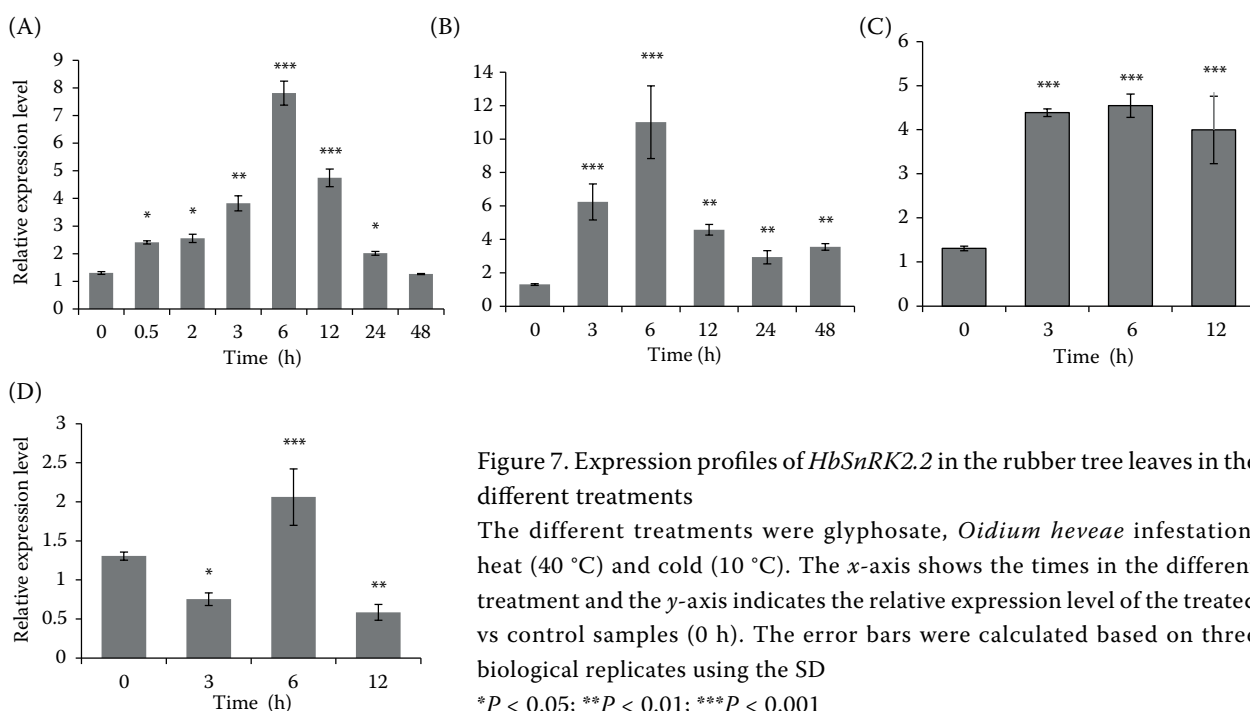 (A)
Relative expression level
9
8
7
6
5
4
3
2
1
0
*
*
**
***
***
*
0 0.5 2 3 6 12 24 48
Time (h)
(B)
14
12
10
8
6
4
2
0
***
***
**
**
**
0 3 6 12 24 48
Time (h)
(C)
6
5
4
3
2
1
0
***
***
***
0 3 6 12
Time (h)
(D)
Relative expression level
3
2.5
2
1.5
1
0.5
0
*
***
**
0 3 6 12
Time (h)
Figure 7. Expression profiles of HbSnRK2.2 in the rubber tree leaves in the
different treatments
The different treatments were glyphosate, Oidium heveae infestation
heat (40 °C) and cold (10 °C). The x-axis shows the times in the different
treatment and the y-axis indicates the relative expression level of the treated
vs control samples (0 h). The error bars were calculated based on three
biological replicates using the SD
*P < 0.05; **P < 0.01; ***P < 0.001